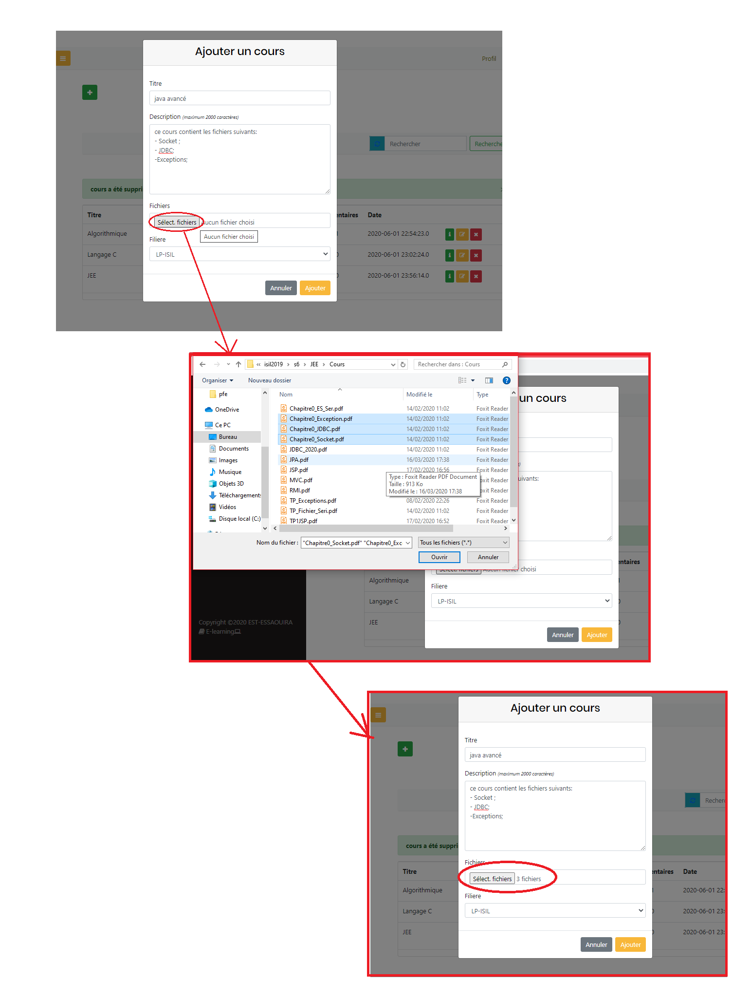 Ajouter un cours
Profil
Titre
java avancé
Description (maximum 2000 caractères)
ce cours contient les fichiers suivants:
- Socket ;
- JDBC;
-Exceptions;
Rechercher
Recherche
cours a été suppri
Fichiers
Sélect. fichiers Aucun fichier choisi
Aucun fichier choisi
Filiere
LP-ISIL
Annuler Ajouter
Titre entaires Date
Algorithmique 1 2020-06-01 22:54:23.0
Langage C 0 2020-06-01 23:02:24.0
JEE 0 2020-06-01 23:56:14.0
« isil2019 › s6 › JEE › Cours
Rechercher dans : Cours
Organiser Nouveau dossier
pfe
OneDrive
Ce PC
Bureau
Documents
Images
Musique
Objets 3D
Téléchargements
Vidéos
Disque local (C:)
Nom Modifié le Type
Chapitre0_ES_Ser.pdf 14/02/2020 11:02 Foxit Reader
Chapitre0_Exception.pdf 14/02/2020 11:02 Foxit Reader
Chapitre0_JDBC.pdf 14/02/2020 11:02 Foxit Reader
Chapitre0_Socket.pdf 14/02/2020 11:02 Foxit Reader
JDBC_2020.pdf 14/02/2020 11:02 Foxit Reader
JPA.pdf 16/03/2020 17:38 Foxit Reader
JSP.pdf 17/02/2020 16:56 Foxit Reader
MVC.pdf oxit Reader
RMI.pdf oxit Reader
TP_Exceptions.pdf 08/02/2020 22:26 Foxit Reader
TP_Fichier_Seri.pdf 14/02/2020 11:02 Foxit Reader
TP1JSP.pdf 17/02/2020 16:52 Foxit Reader
Type : Foxit Reader PDF Document
Taille : 913 Ko
Modifié le : 16/03/2020 17:38
Nom du fichier : "Chapitre0_Socket.pdf" "Chapitre0_Exc
Tous les fichiers (*.*)
Ouvrir Annuler
un cours
s)
uivants:
Sélect. fichiers Aucun fichier choisi
entaires
Filiere
LP-ISIL
Annuler Ajouter
Algorithmique 1
Langage C 0
JEE 0
Copyright ©2020 EST-ESSAOUIRA
E-learning
Ajouter un cours
Titre
java avancé
Description (maximum 2000 caractères)
ce cours contient les fichiers suivants:
- Socket ;
- JDBC;
-Exceptions;
Recherc
cours a été suppri
Fichiers
Sélect. fichiers 3 fichiers
Filiere
LP-ISIL
Annuler Ajouter
Titre entaires Date
Algorithmique 1 2020-06-01 22:
Langage C 0 2020-06-01 23:
JEE 0 2020-06-01 23: